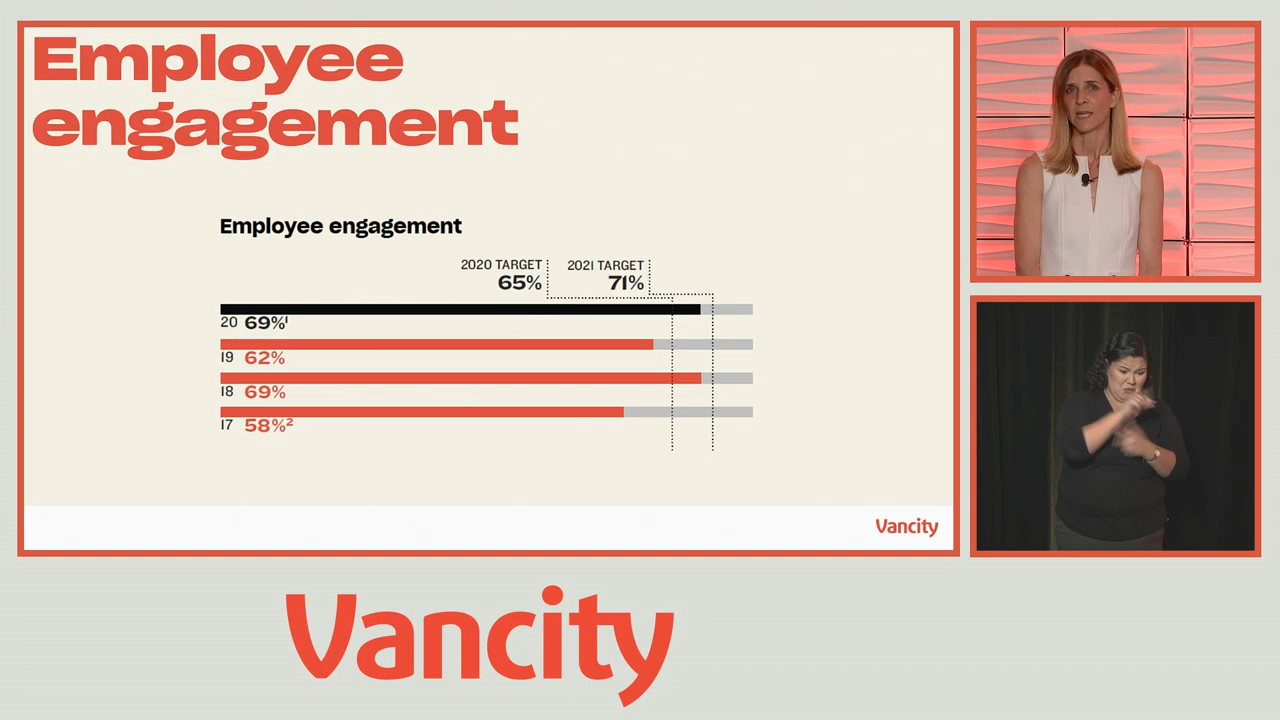 Employee
engagement
Employee engagement
2020 TARGET 2021 TARGET
65% 71%
20 69%¹
19 62%
18 69%
17 58%²
Vancity
Vancity